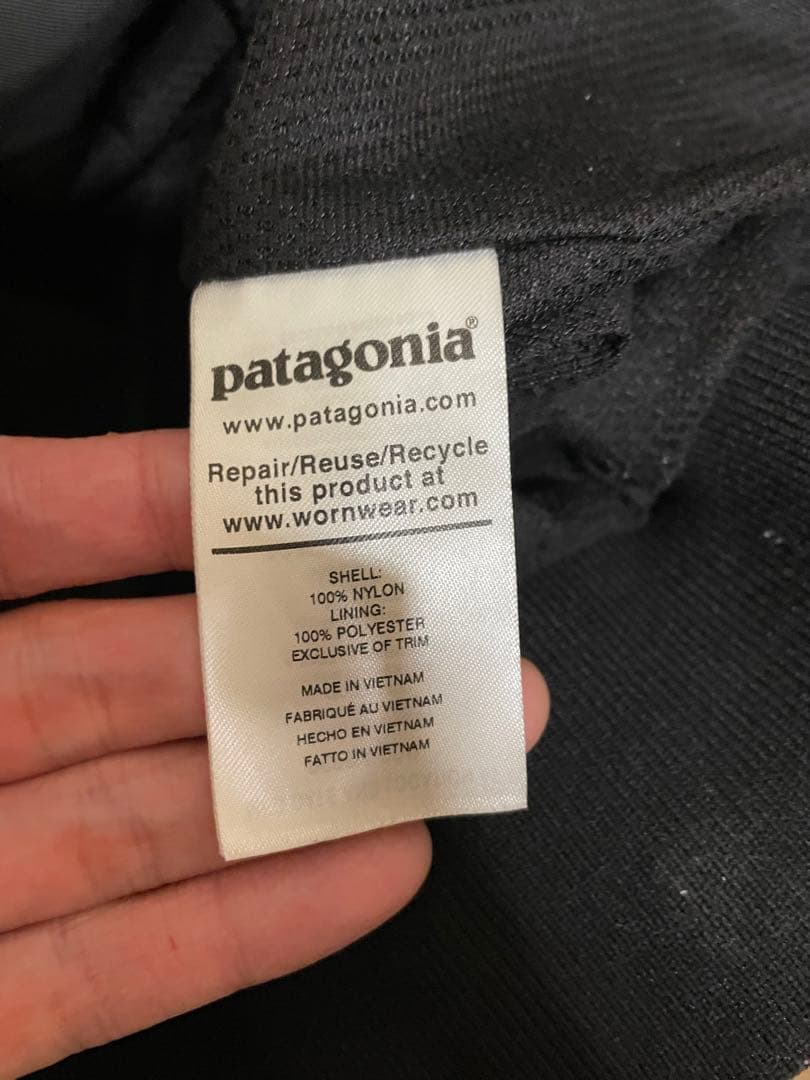 patagonia®
www.patagonia.com
Repair/Reuse/Recycle
this product at
www.wornwear.com
SHELL:
100% NYLON
LINING:
100% POLYESTER
EXCLUSIVE OF TRIM
MADE IN VIETNAM
FABRIQUÉ AU VIETNAM
HECHO EN VIETNAM
FATTO IN VIETNAM